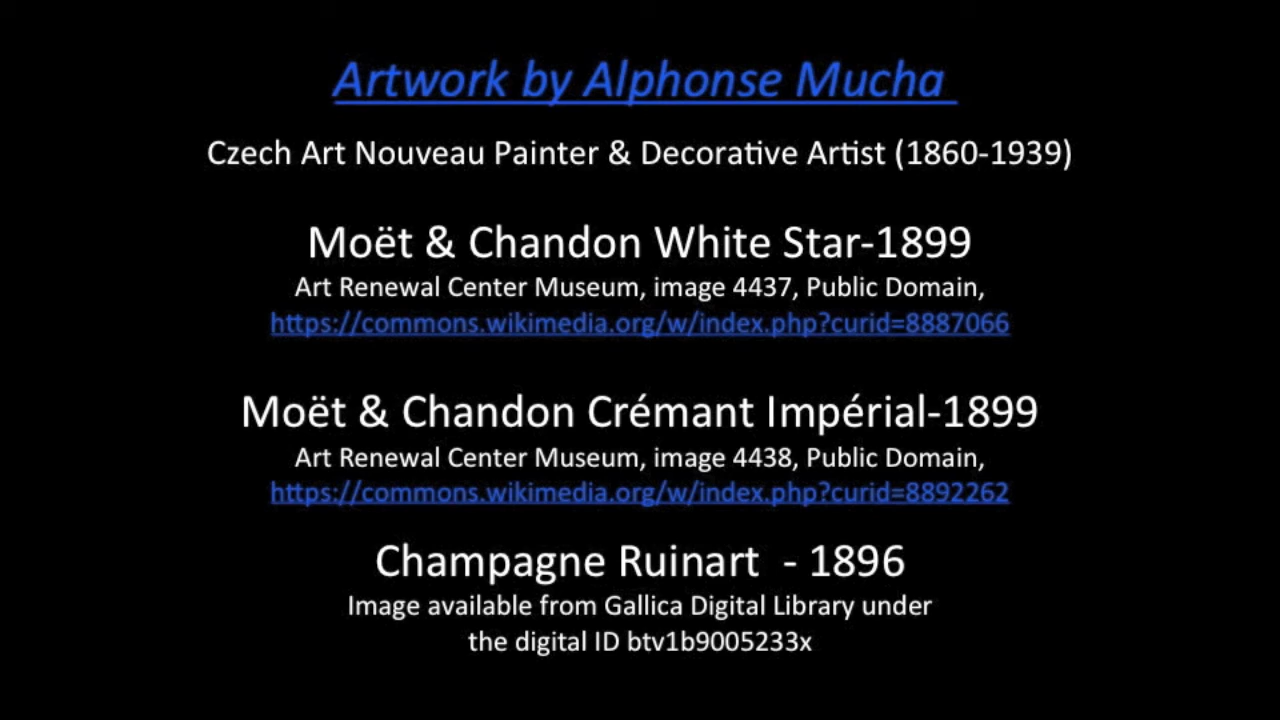 Artwork by Alphonse Mucha
Czech Art Nouveau Painter & Decorative Artist (1860-1939)
Moët & Chandon White Star-1899
Art Renewal Center Museum, image 4437, Public Domain,
https://commons.wikimedia.org/w/index.php?curid=8887066
Moët & Chandon Crémant Impérial-1899
Art Renewal Center Museum, image 4438, Public Domain,
https://commons.wikimedia.org/w/index.php?curid=8892262
Champagne Ruinart - 1896
Image available from Gallica Digital Library under
the digital ID btv1b9005233x